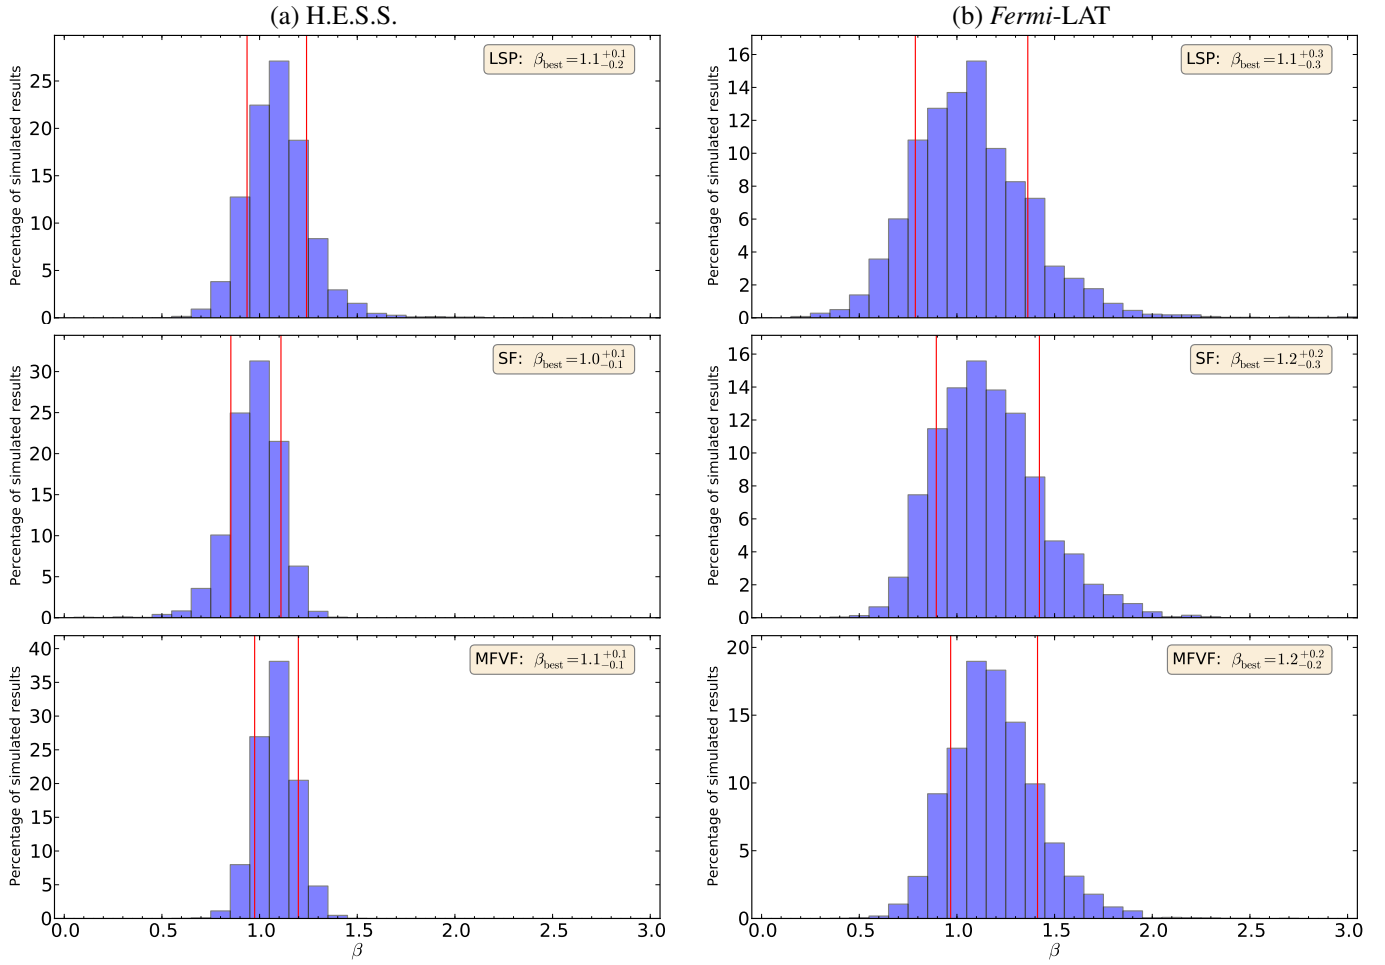 (a) H.E.S.S.
(b) Fermi-LAT
Percentage of simulated results
25
20
15
10
5
0
LSP: β_best = 1.1 +0.1 −0.2
Percentage of simulated results
16
14
12
10
8
6
4
2
0
LSP: β_best = 1.1 +0.3 −0.3
Percentage of simulated results
30
25
20
15
10
5
0
SF: β_best = 1.0 +0.1 −0.1
Percentage of simulated results
16
14
12
10
8
6
4
2
0
SF: β_best = 1.2 +0.2 −0.3
Percentage of simulated results
40
35
30
25
20
15
10
5
0
MFVF: β_best = 1.1 +0.1 −0.1
0.0 0.5 1.0 1.5 2.0 2.5 3.0
β
Percentage of simulated results
20
15
10
5
0
MFVF: β_best = 1.2 +0.2 −0.2
0.0 0.5 1.0 1.5 2.0 2.5 3.0
β